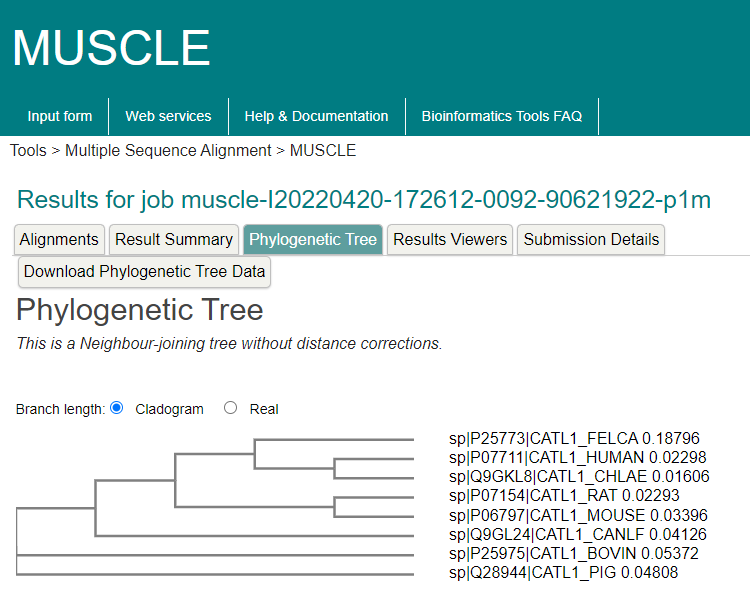 MUSCLE
Input form Web services Help & Documentation Bioinformatics Tools FAQ
Tools > Multiple Sequence Alignment > MUSCLE
Results for job muscle-I20220420-172612-0092-90621922-p1m
Alignments Result Summary Phylogenetic Tree Results Viewers Submission Details
Download Phylogenetic Tree Data
Phylogenetic Tree
This is a Neighbour-joining tree without distance corrections.
Branch length: Cladogram Real
sp|P25773|CATL1_FELCA 0.18796
sp|P07711|CATL1_HUMAN 0.02298
sp|Q9GKL8|CATL1_CHLAE 0.01606
sp|P07154|CATL1_RAT 0.02293
sp|P06797|CATL1_MOUSE 0.03396
sp|Q9GL24|CATL1_CANLF 0.04126
sp|P25975|CATL1_BOVIN 0.05372
sp|Q28944|CATL1_PIG 0.04808